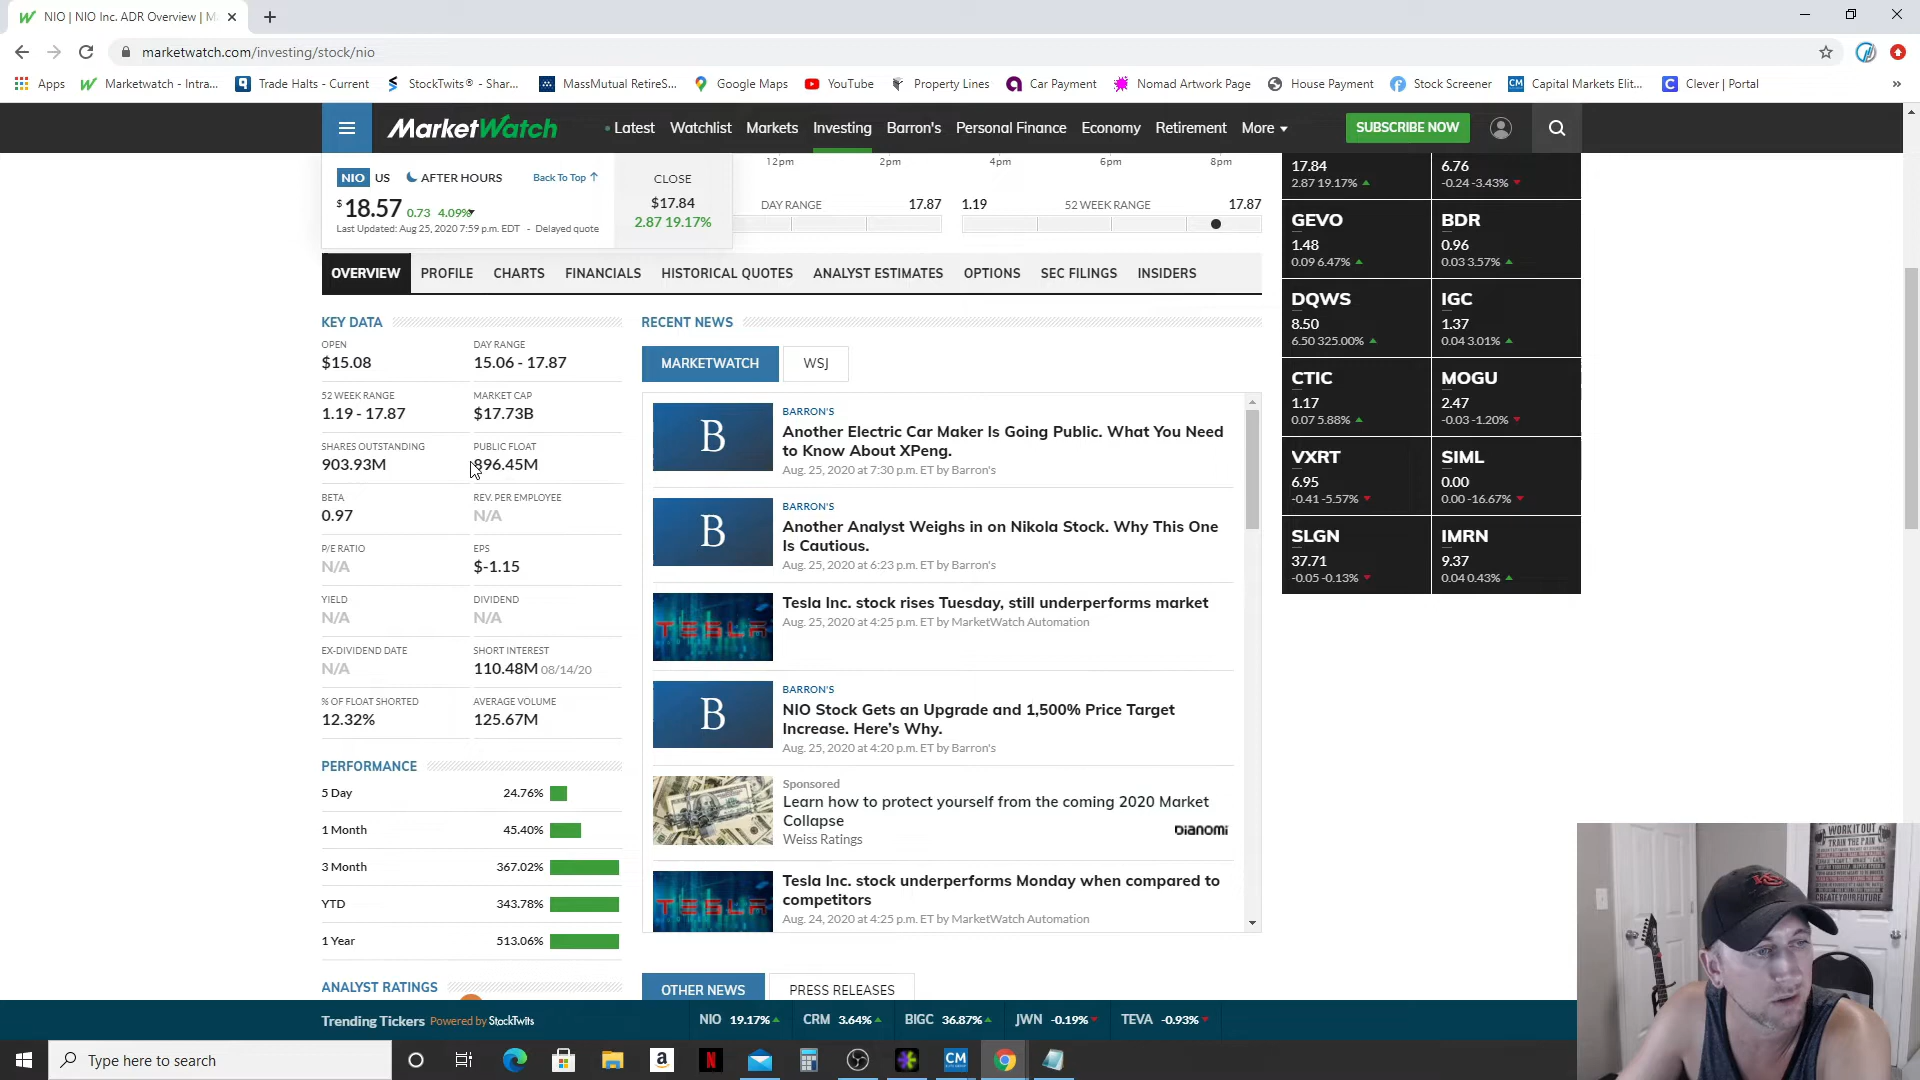 NIO | NIO Inc. ADR Overview | M
marketwatch.com/investing/stock/nio
Apps
Marketwatch - Intra...
Trade Halts - Current
StockTwits® - Shar...
MassMutual RetireS...
Google Maps
YouTube
Property Lines
Car Payment
Nomad Artwork Page
House Payment
Stock Screener
CM
Capital Markets Elit...
Clever | Portal
»
MarketWatch
Latest
Watchlist
Markets
Investing
Barron's
Personal Finance
Economy
Retirement
More
SUBSCRIBE NOW
NIO US AFTER HOURS Back To Top
$18.57 0.73 4.09%
Last Updated: Aug 25, 2020 7:59 p.m. EDT - Delayed quote
CLOSE
$17.84
2.87 19.17%
12pm 2pm 4pm 6pm 8pm
DAY RANGE 17.87
1.19 52 WEEK RANGE 17.87
OVERVIEW PROFILE CHARTS FINANCIALS HISTORICAL QUOTES ANALYST ESTIMATES OPTIONS SEC FILINGS INSIDERS
KEY DATA
OPEN
$15.08
DAY RANGE
15.06 - 17.87
52 WEEK RANGE
1.19 - 17.87
MARKET CAP
$17.73B
SHARES OUTSTANDING
903.93M
PUBLIC FLOAT
896.45M
BETA
0.97
REV. PER EMPLOYEE
N/A
P/E RATIO
N/A
EPS
$-1.15
YIELD
N/A
DIVIDEND
N/A
EX-DIVIDEND DATE
N/A
SHORT INTEREST
110.48M 08/14/20
% OF FLOAT SHORTED
12.32%
AVERAGE VOLUME
125.67M
PERFORMANCE
5 Day 24.76%
1 Month 45.40%
3 Month 367.02%
YTD 343.78%
1 Year 513.06%
ANALYST RATINGS
RECENT NEWS
MARKETWATCH WSJ
B
BARRON'S
Another Electric Car Maker Is Going Public. What You Need
to Know About XPeng.
Aug. 25, 2020 at 7:30 p.m. ET by Barron's
B
BARRON'S
Another Analyst Weighs in on Nikola Stock. Why This One
Is Cautious.
Aug. 25, 2020 at 6:23 p.m. ET by Barron's
TESLA
Tesla Inc. stock rises Tuesday, still underperforms market
Aug. 25, 2020 at 4:25 p.m. ET by MarketWatch Automation
B
BARRON'S
NIO Stock Gets an Upgrade and 1,500% Price Target
Increase. Here's Why.
Aug. 25, 2020 at 4:20 p.m. ET by Barron's
Sponsored
Learn how to protect yourself from the coming 2020 Market
Collapse
Weiss Ratings
DIANOMI
TESLA
Tesla Inc. stock underperforms Monday when compared to
competitors
Aug. 24, 2020 at 4:25 p.m. ET by MarketWatch Automation
OTHER NEWS PRESS RELEASES
17.84
2.87 19.17%
6.76
-0.24 -3.43%
GEVO
1.48
0.09 6.47%
BDR
0.96
0.03 3.57%
DQWS
8.50
6.50 325.00%
IGC
1.37
0.04 3.01%
CTIC
1.17
0.07 5.88%
MOGU
2.47
-0.03 -1.20%
VXRT
6.95
-0.41 -5.57%
SIML
0.00
0.00 -16.67%
SLGN
37.71
-0.05 -0.13%
IMRN
9.37
0.04 0.43%
WORK IT OUT
TRAIN THE PAIN
CREATE YOUR FUTURE.
KC
Trending Tickers Powered by StockTwits
NIO 19.17%
CRM 3.64%
BIGC 36.87%
JWN -0.19%
TEVA -0.93%
Type here to search
CM